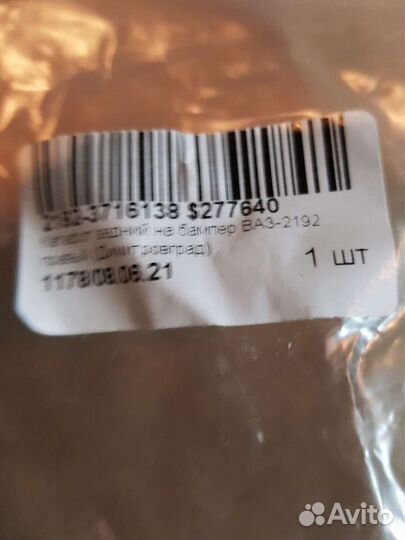 2192-3716138 $277640
Катафот задний на бампер ВАЗ-2192
правый (Димитровград)
1 шт
1178/08.06.21
Avito